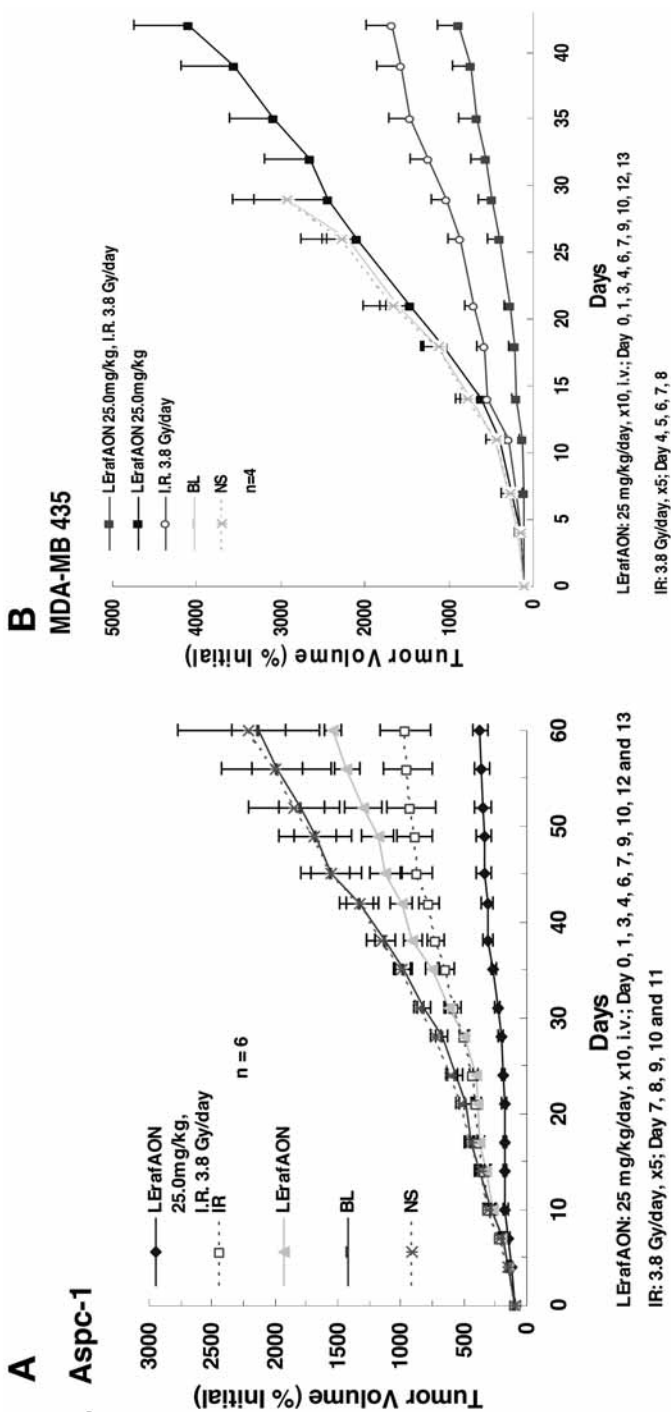 A
Aspc-1
LErafAON
25.0mg/kg,
I.R. 3.8 Gy/day
IR
n = 6
LErafAON
BL
NS
Tumor Volume (% Initial)
3000
2500
2000
1500
1000
500
0
0 10 20 30 40 50 60
Days
LErafAON: 25 mg/kg/day, x10, i.v.; Day 0, 1, 3, 4, 6, 7, 9, 10, 12 and 13
IR: 3.8 Gy/day, x5; Day 7, 8, 9, 10 and 11
B
MDA-MB 435
LErafAON 25.0mg/kg, I.R. 3.8 Gy/day
LErafAON 25.0mg/kg
I.R. 3.8 Gy/day
BL
NS
n=4
Tumor Volume (% Initial)
5000
4000
3000
2000
1000
0
0 5 10 15 20 25 30 35 40
Days
LErafAON: 25 mg/kg/day, x10, i.v.; Day 0, 1, 3, 4, 6, 7, 9, 10, 12, 13
IR: 3.8 Gy/day, x5; Day 4, 5, 6, 7, 8